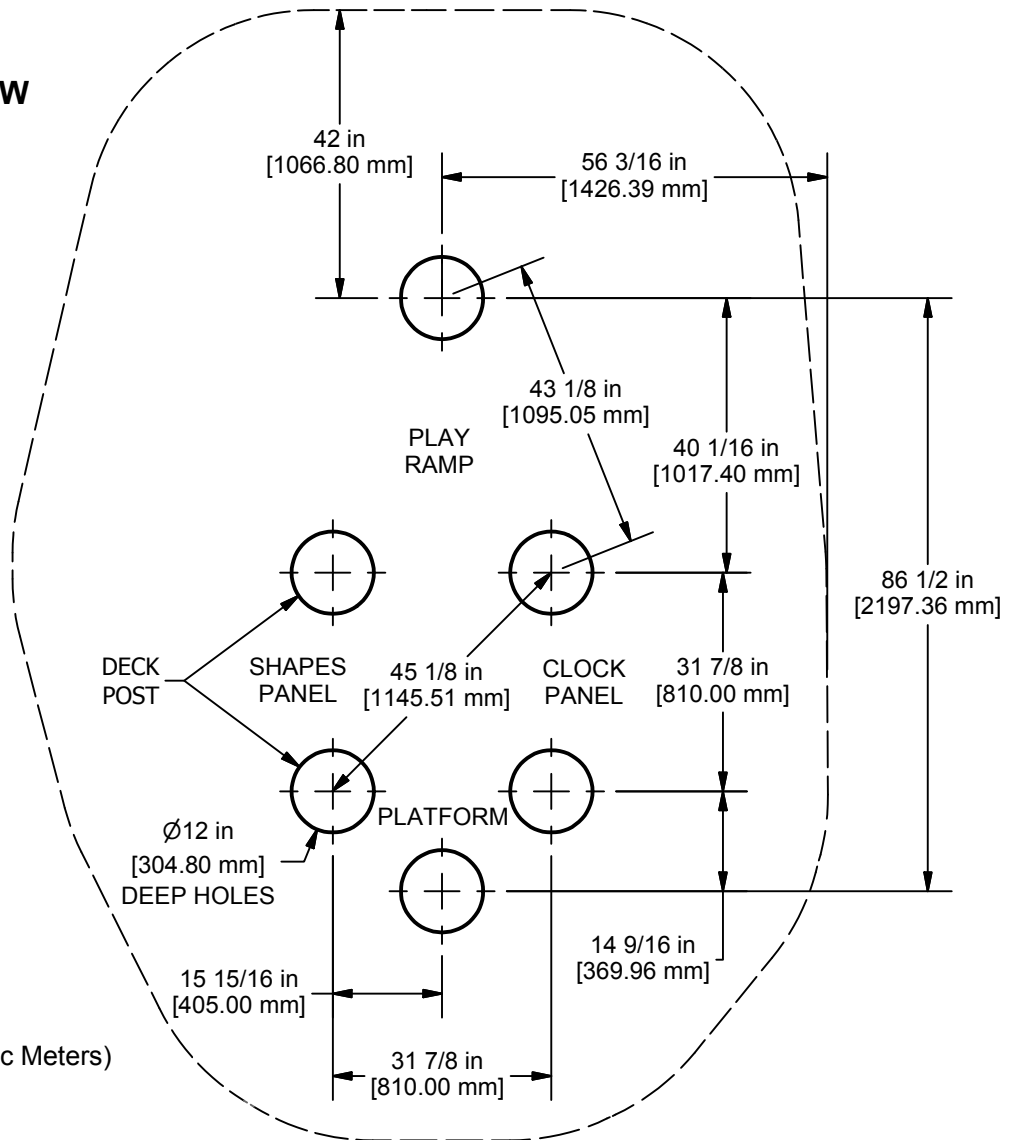 W
42 in
[1066.80 mm]
56 3/16 in
[1426.39 mm]
43 1/8 in
[1095.05 mm]
PLAY
RAMP
40 1/16 in
[1017.40 mm]
86 1/2 in
[2197.36 mm]
DECK
POST
SHAPES
PANEL
45 1/8 in
[1145.51 mm]
CLOCK
PANEL
31 7/8 in
[810.00 mm]
PLATFORM
Ø12 in
[304.80 mm]
DEEP HOLES
14 9/16 in
[369.96 mm]
15 15/16 in
[405.00 mm]
31 7/8 in
[810.00 mm]
c Meters)